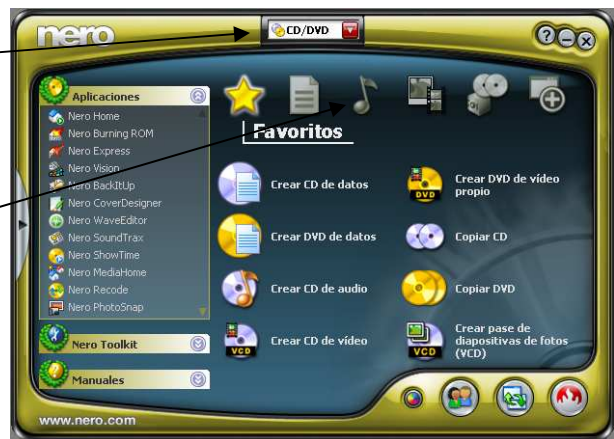 nero
CD/DVD
Aplicaciones
Nero Home
Nero Burning ROM
Nero Express
Nero Vision
Nero BackItUp
Nero CoverDesigner
Nero WaveEditor
Nero SoundTrax
Nero ShowTime
Nero MediaHome
Nero Recode
Nero PhotoSnap
Nero Toolkit
Manuales
www.nero.com
Favoritos
Crear CD de datos
Crear DVD de vídeo
propio
DVD
Crear DVD de datos
Copiar CD
Crear CD de audio
Copiar DVD
Crear CD de vídeo
VCD
Crear pase de
diapositivas de fotos
(VCD)
VCD